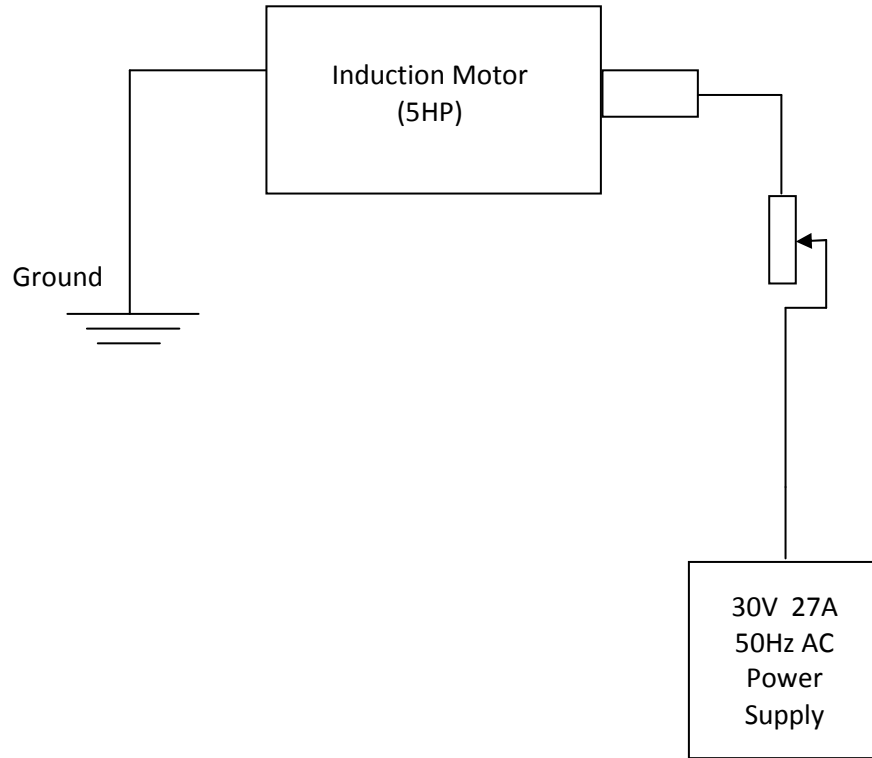 Induction Motor
(5HP)
Ground
30V 27A
50Hz AC
Power
Supply